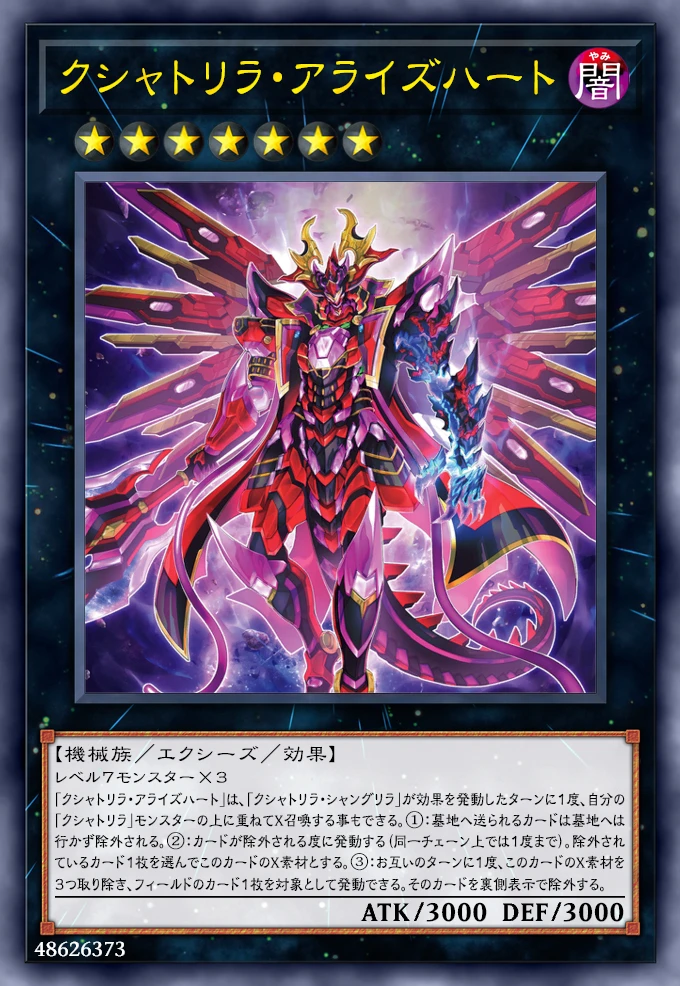 クシャトリラ・アライズハート
やみ
闇
【機械族／エクシーズ／効果】
レベル7モンスター×3
「クシャトリラ・アライズハート」は、「クシャトリラ・シャングリラ」が効果を発動したターンに1度、自分の
「クシャトリラ」モンスターの上に重ねてX召喚する事もできる。①：墓地へ送られるカードは墓地へは
行かず除外される。②：カードが除外される度に発動する(同一チェーン上では1度まで)。除外され
ているカード1枚を選んでこのカードのX素材とする。③：お互いのターンに1度、このカードのX素材を
3つ取り除き、フィールドのカード1枚を対象として発動できる。そのカードを裏側表示で除外する。
ATK/3000 DEF/3000
48626373